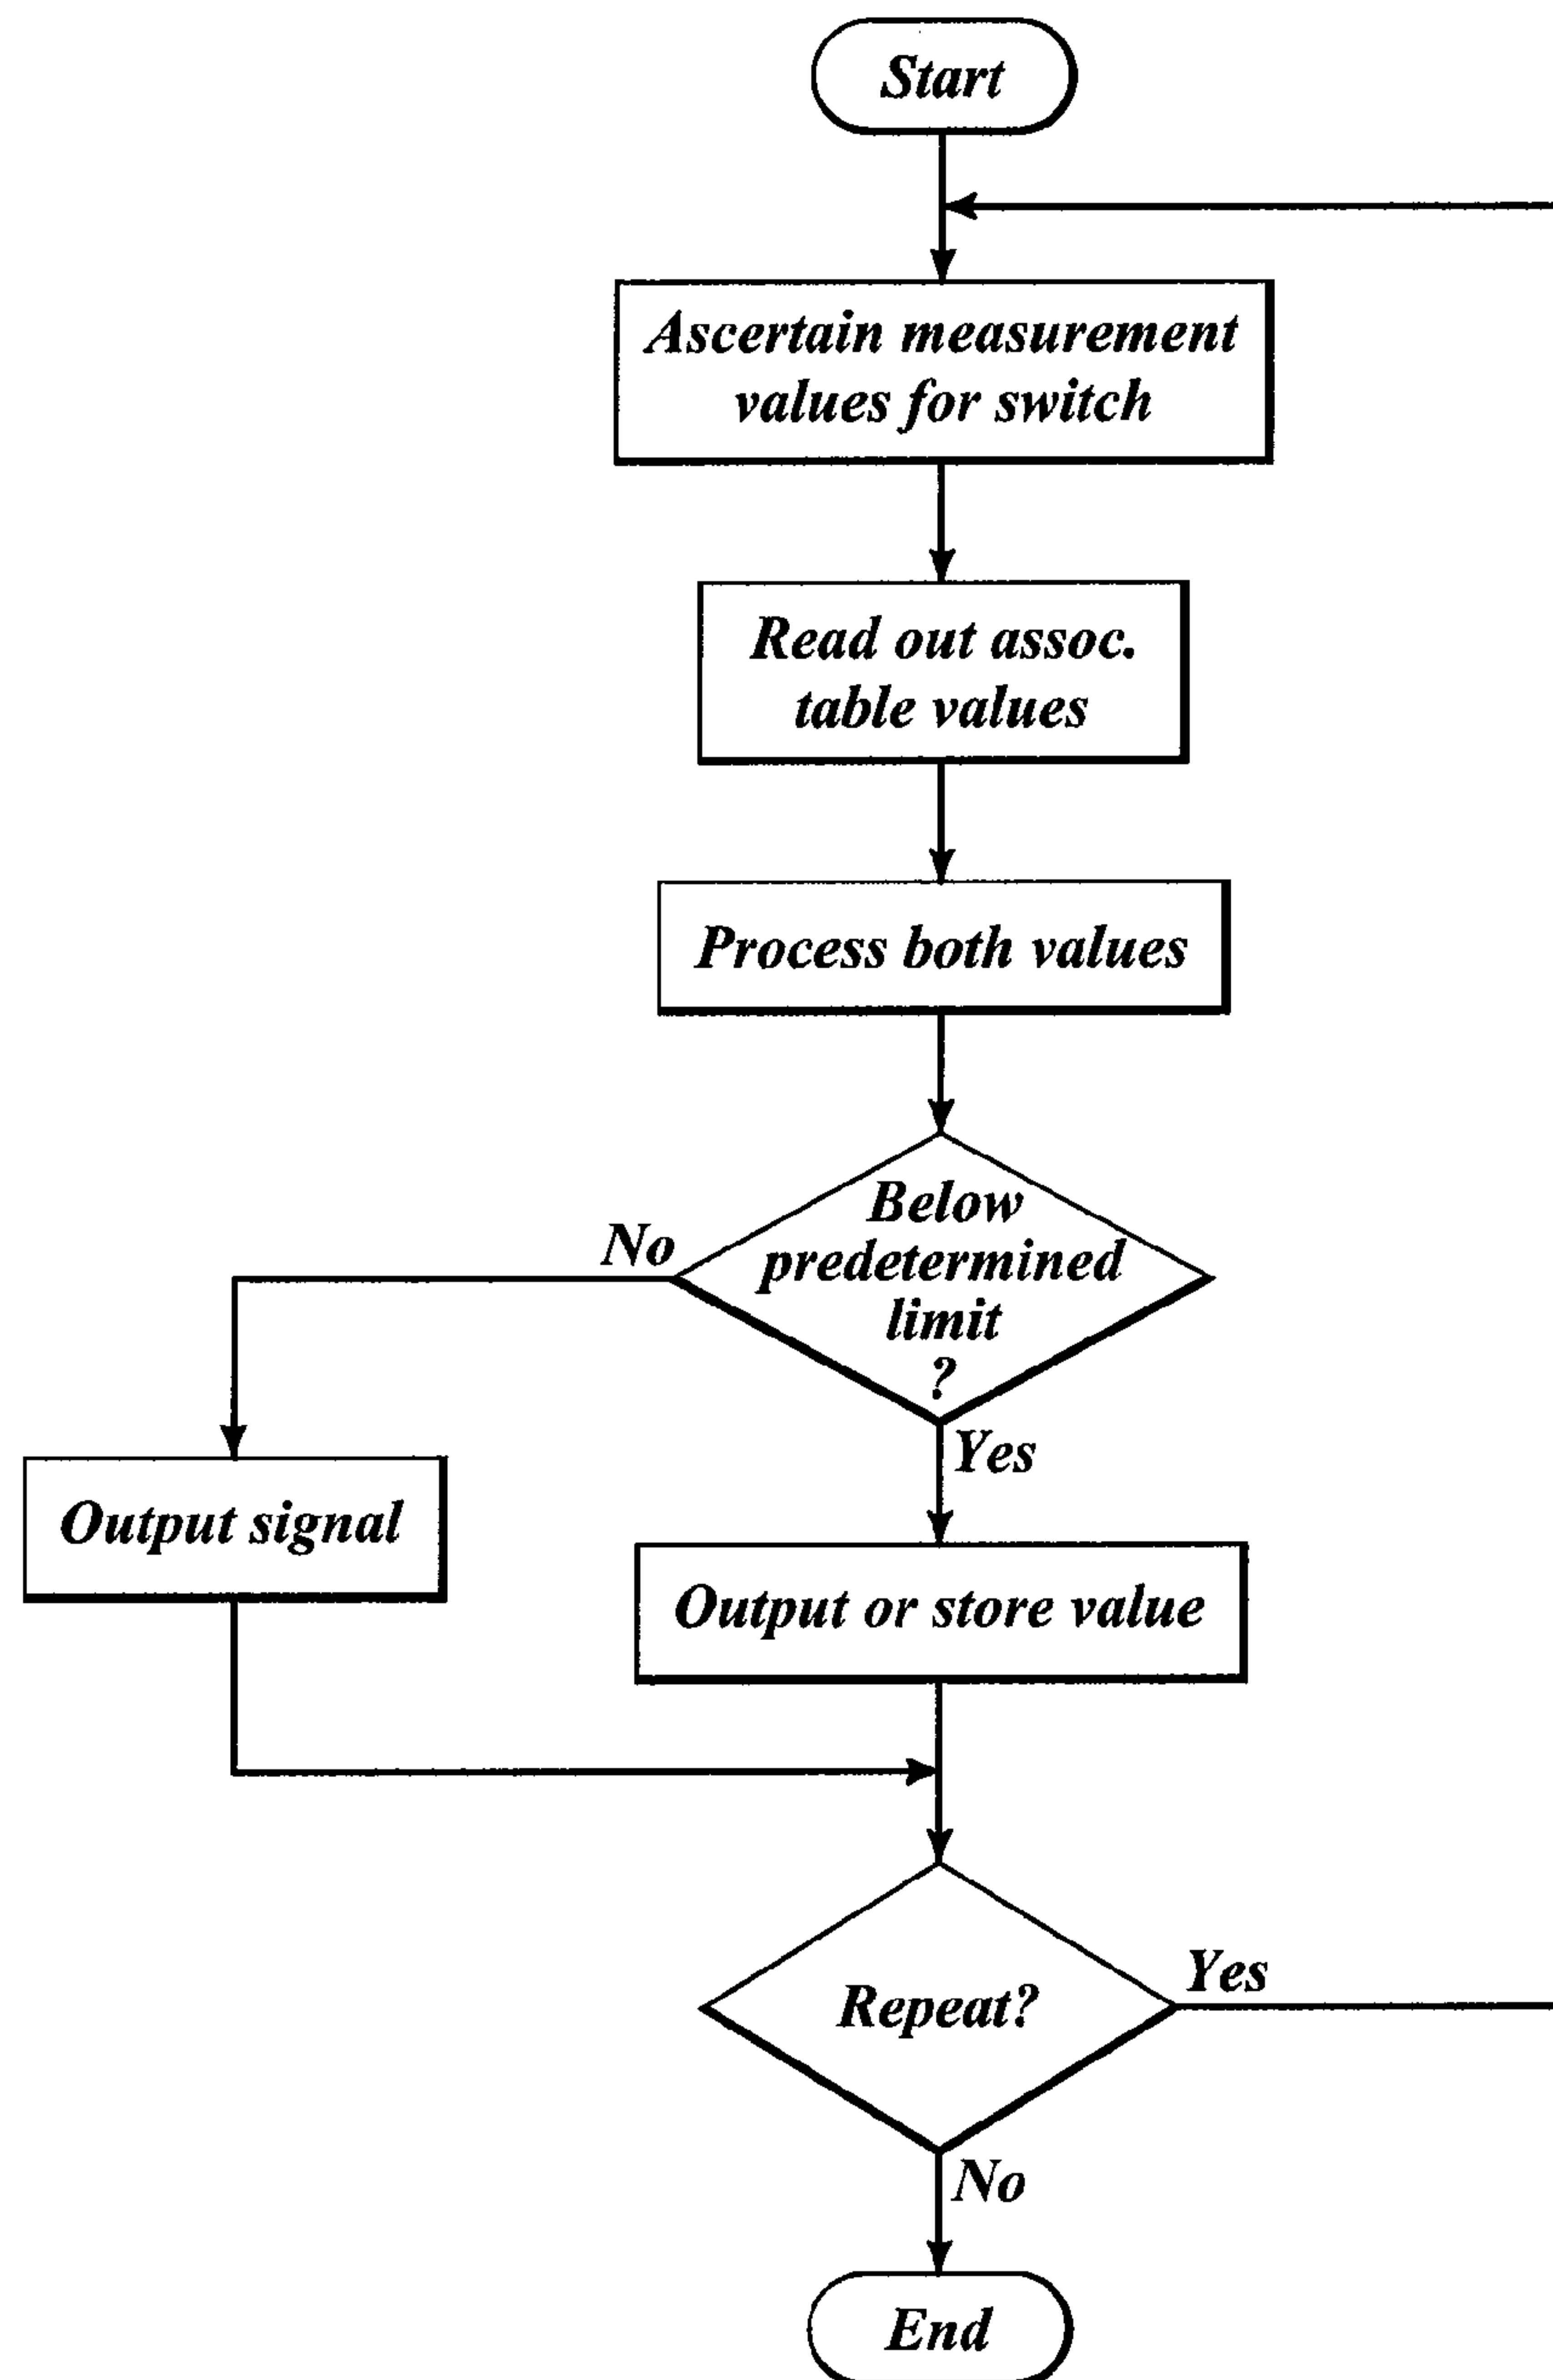 Start
Ascertain measurement
values for switch
Read out assoc.
table values
Process both values
Below
predetermined
limit
?
No
Yes
Output signal
Output or store value
Repeat?
Yes
No
End